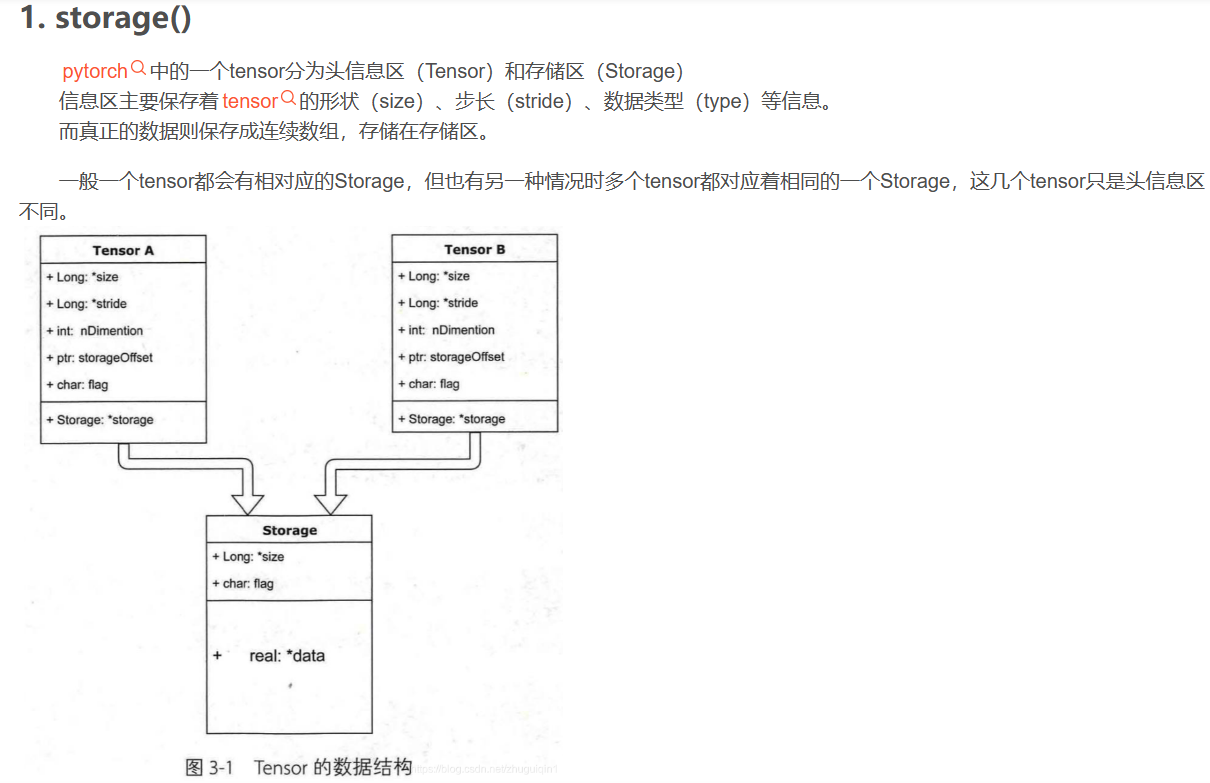 1. storage()
pytorch中的一个tensor分为头信息区（Tensor）和存储区（Storage）
信息区主要保存着tensor的形状（size）、步长（stride）、数据类型（type）等信息。
而真正的数据则保存成连续数组，存储在存储区。
一般一个tensor都会有相对应的Storage，但也有另一种情况时多个tensor都对应着相同的一个Storage，这几个tensor只是头信息区
不同。
Tensor A
+ Long: *size
+ Long: *stride
+ int: nDimention
+ ptr: storageOffset
+ char: flag
+ Storage: *storage
Tensor B
+ Long: *size
+ Long: *stride
+ int: nDimention
+ ptr: storageOffset
+ char: flag
+ Storage: *storage
Storage
+ Long: *size
+ char: flag
+ real: *data
图 3-1 Tensor 的数据结构
https://blog.csdn.net/zhuguiqin1